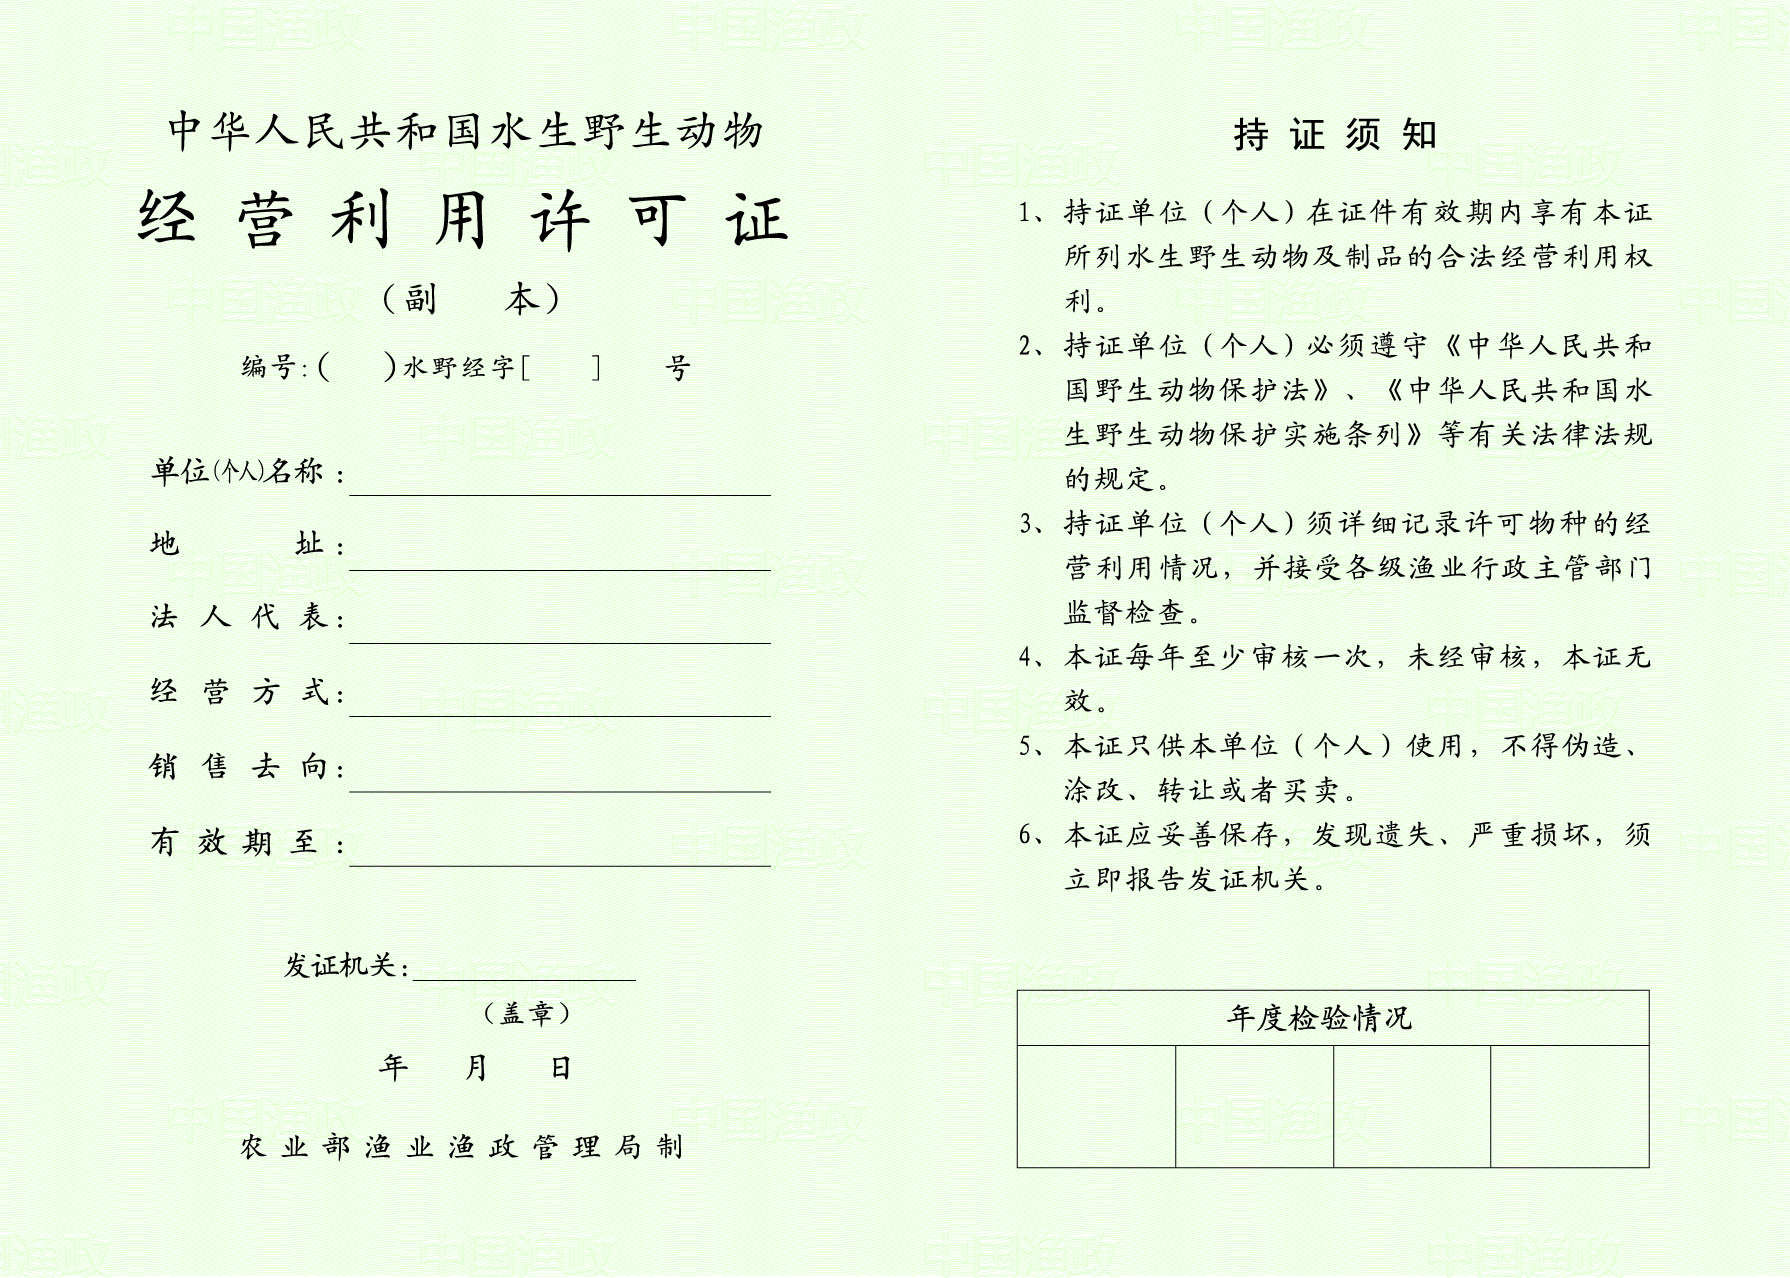 中华人民共和国水生野生动物
经营利用许可证
（副 本）
编号:( )水野经字[ ] 号
单位(个人)名称：
地 址：
法人代表：
经营方式：
销售去向：
有效期至：
发证机关：
（盖章）
年 月 日
农业部渔业渔政管理局制
持证须知
1、持证单位（个人）在证件有效期内享有本证
所列水生野生动物及制品的合法经营利用权
利。
2、持证单位（个人）必须遵守《中华人民共和
国野生动物保护法》、《中华人民共和国水
生野生动物保护实施条列》等有关法律法规
的规定。
3、持证单位（个人）须详细记录许可物种的经
营利用情况，并接受各级渔业行政主管部门
监督检查。
4、本证每年至少审核一次，未经审核，本证无
效。
5、本证只供本单位（个人）使用，不得伪造、
涂改、转让或者买卖。
6、本证应妥善保存，发现遗失、严重损坏，须
立即报告发证机关。
年度检验情况
中国渔政